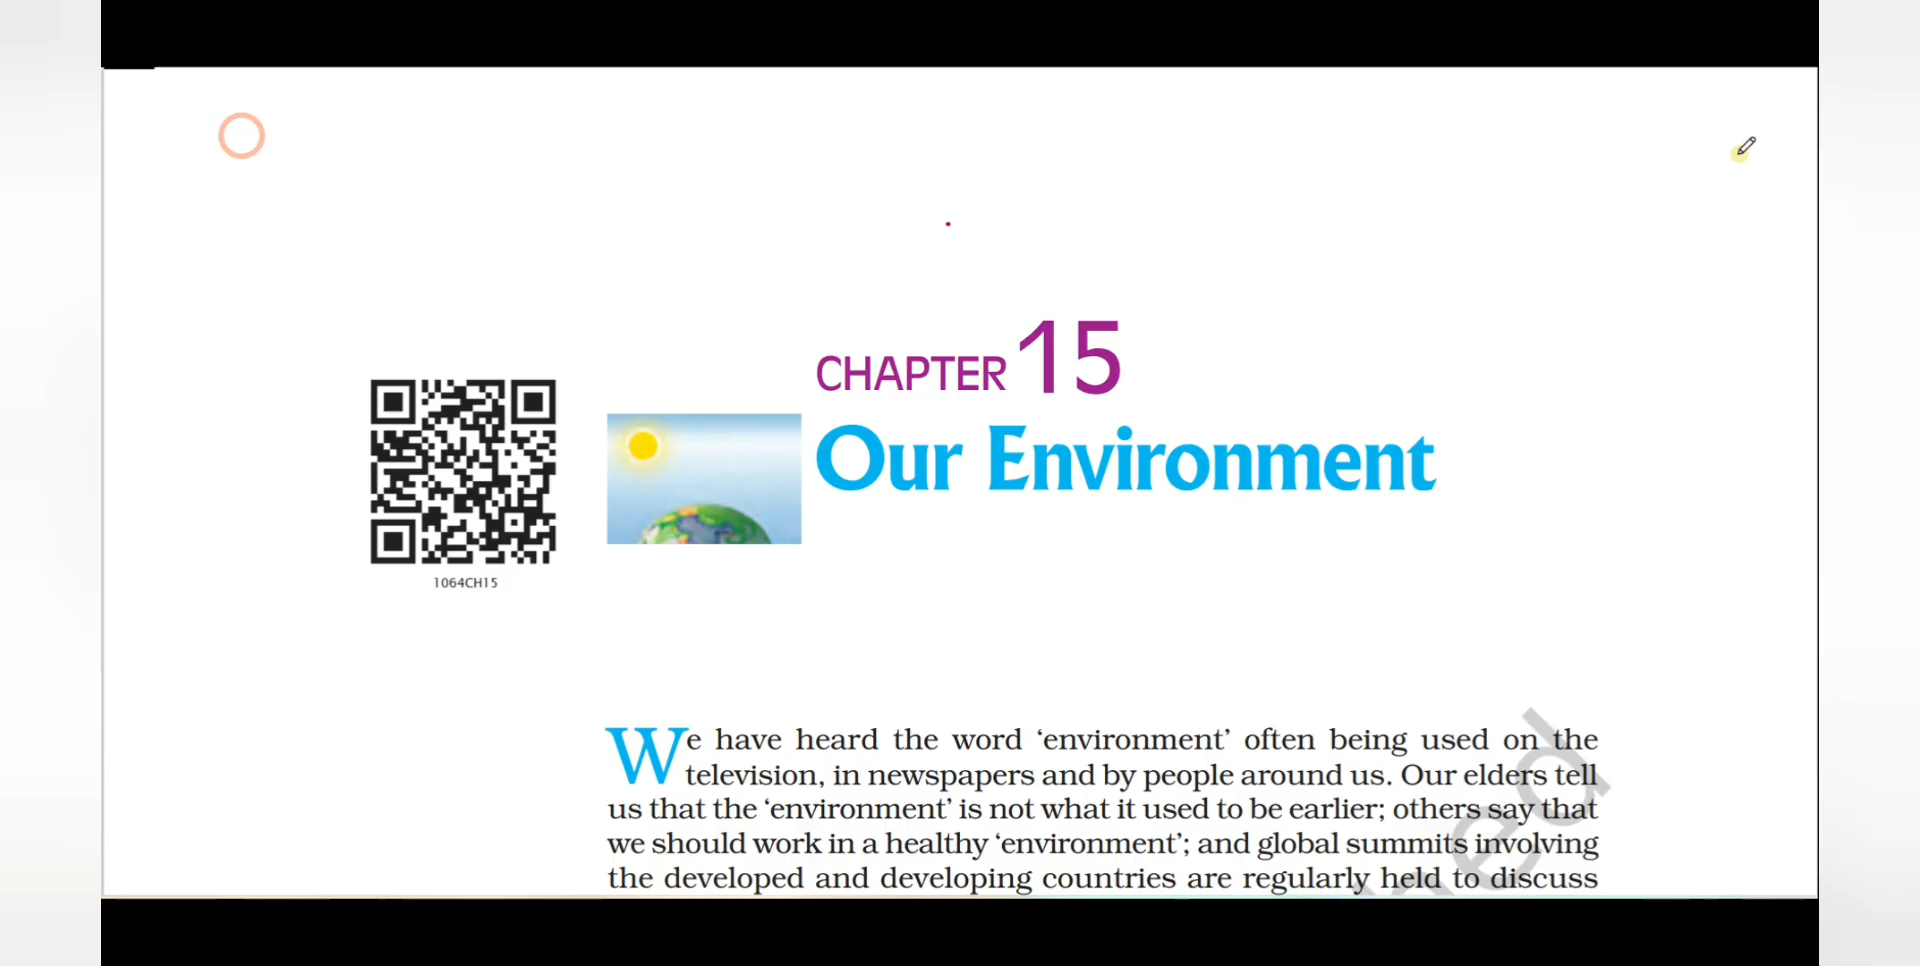 CHAPTER 15
Our Environment
1064CH15
We have heard the word ‘environment’ often being used on the
television, in newspapers and by people around us. Our elders tell
us that the ‘environment’ is not what it used to be earlier; others say that
we should work in a healthy ‘environment’; and global summits involving
the developed and developing countries are regularly held to discuss